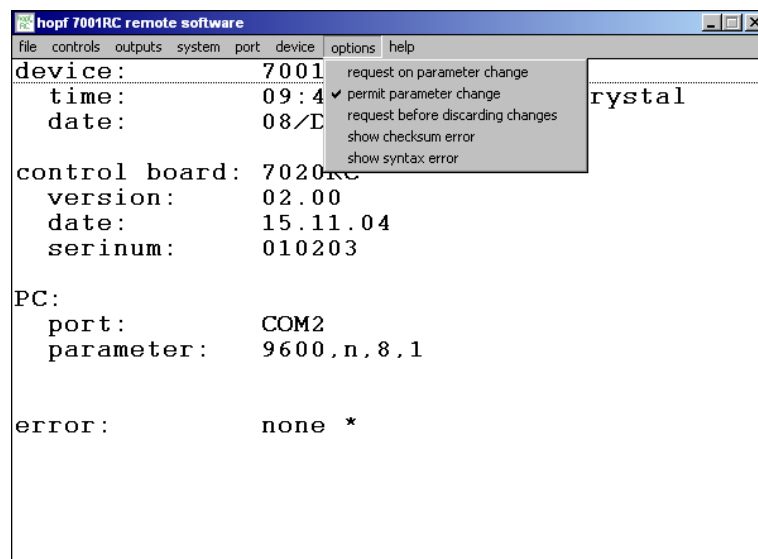 hopf RC hopf 7001RC remote software
file controls outputs system port device options help
device: 7001
time: 09:4 rystal
date: 08/D
request on parameter change
✓ permit parameter change
request before discarding changes
show checksum error
show syntax error
control board: 7020RC
version: 02.00
date: 15.11.04
serinum: 010203
PC:
port: COM2
parameter: 9600,n,8,1
error: none *